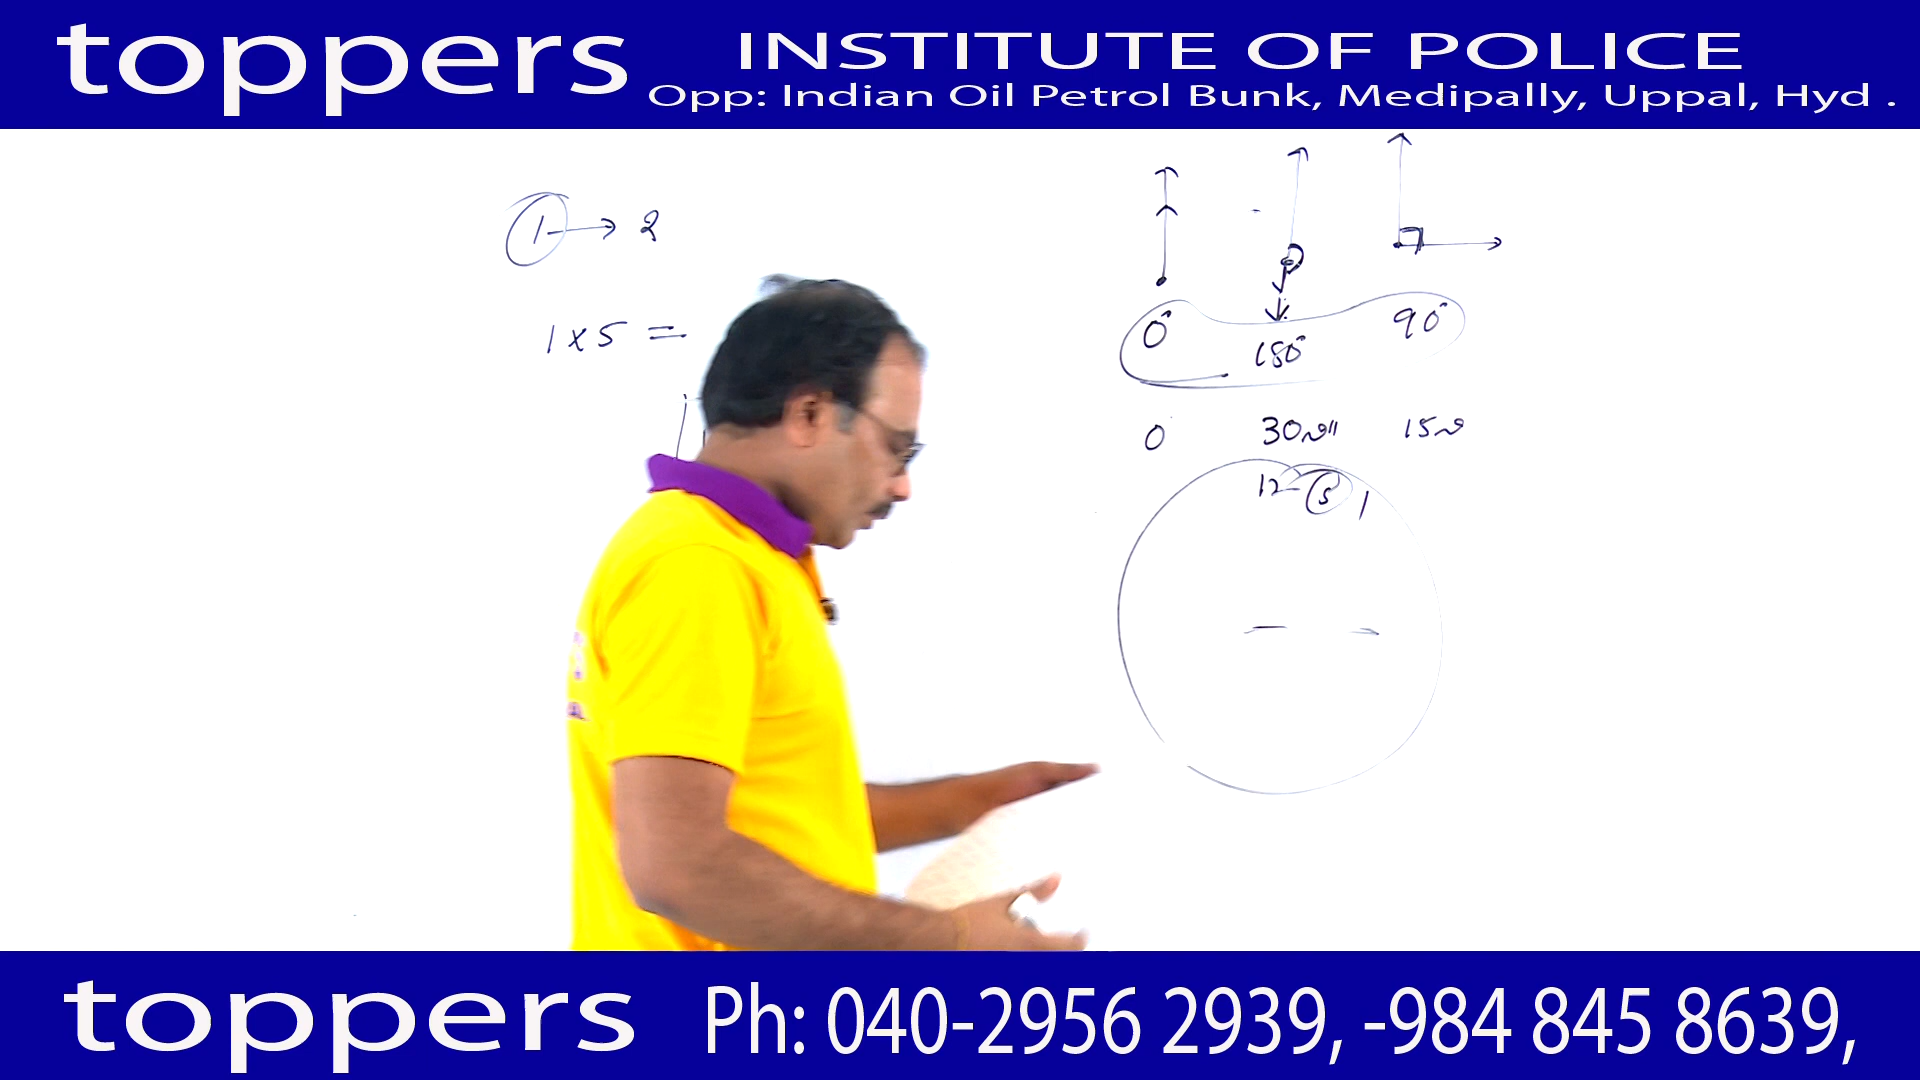 toppers
INSTITUTE OF POLICE
Opp: Indian Oil Petrol Bunk, Medipally, Uppal, Hyd .
1 → 2
1 x 5 =
0° 180° 90°
0 30 15
12 5 1
toppers
Ph: 040-2956 2939, -984 845 8639,